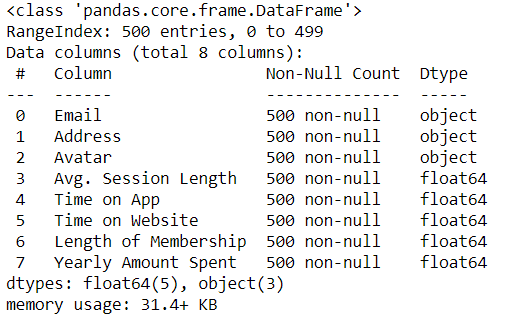 <class 'pandas.core.frame.DataFrame'>
RangeIndex: 500 entries, 0 to 499
Data columns (total 8 columns):
 #   Column                Non-Null Count  Dtype
---  ------                --------------  -----
 0   Email                 500 non-null    object
 1   Address               500 non-null    object
 2   Avatar                500 non-null    object
 3   Avg. Session Length   500 non-null    float64
 4   Time on App           500 non-null    float64
 5   Time on Website       500 non-null    float64
 6   Length of Membership  500 non-null    float64
 7   Yearly Amount Spent   500 non-null    float64
dtypes: float64(5), object(3)
memory usage: 31.4+ KB